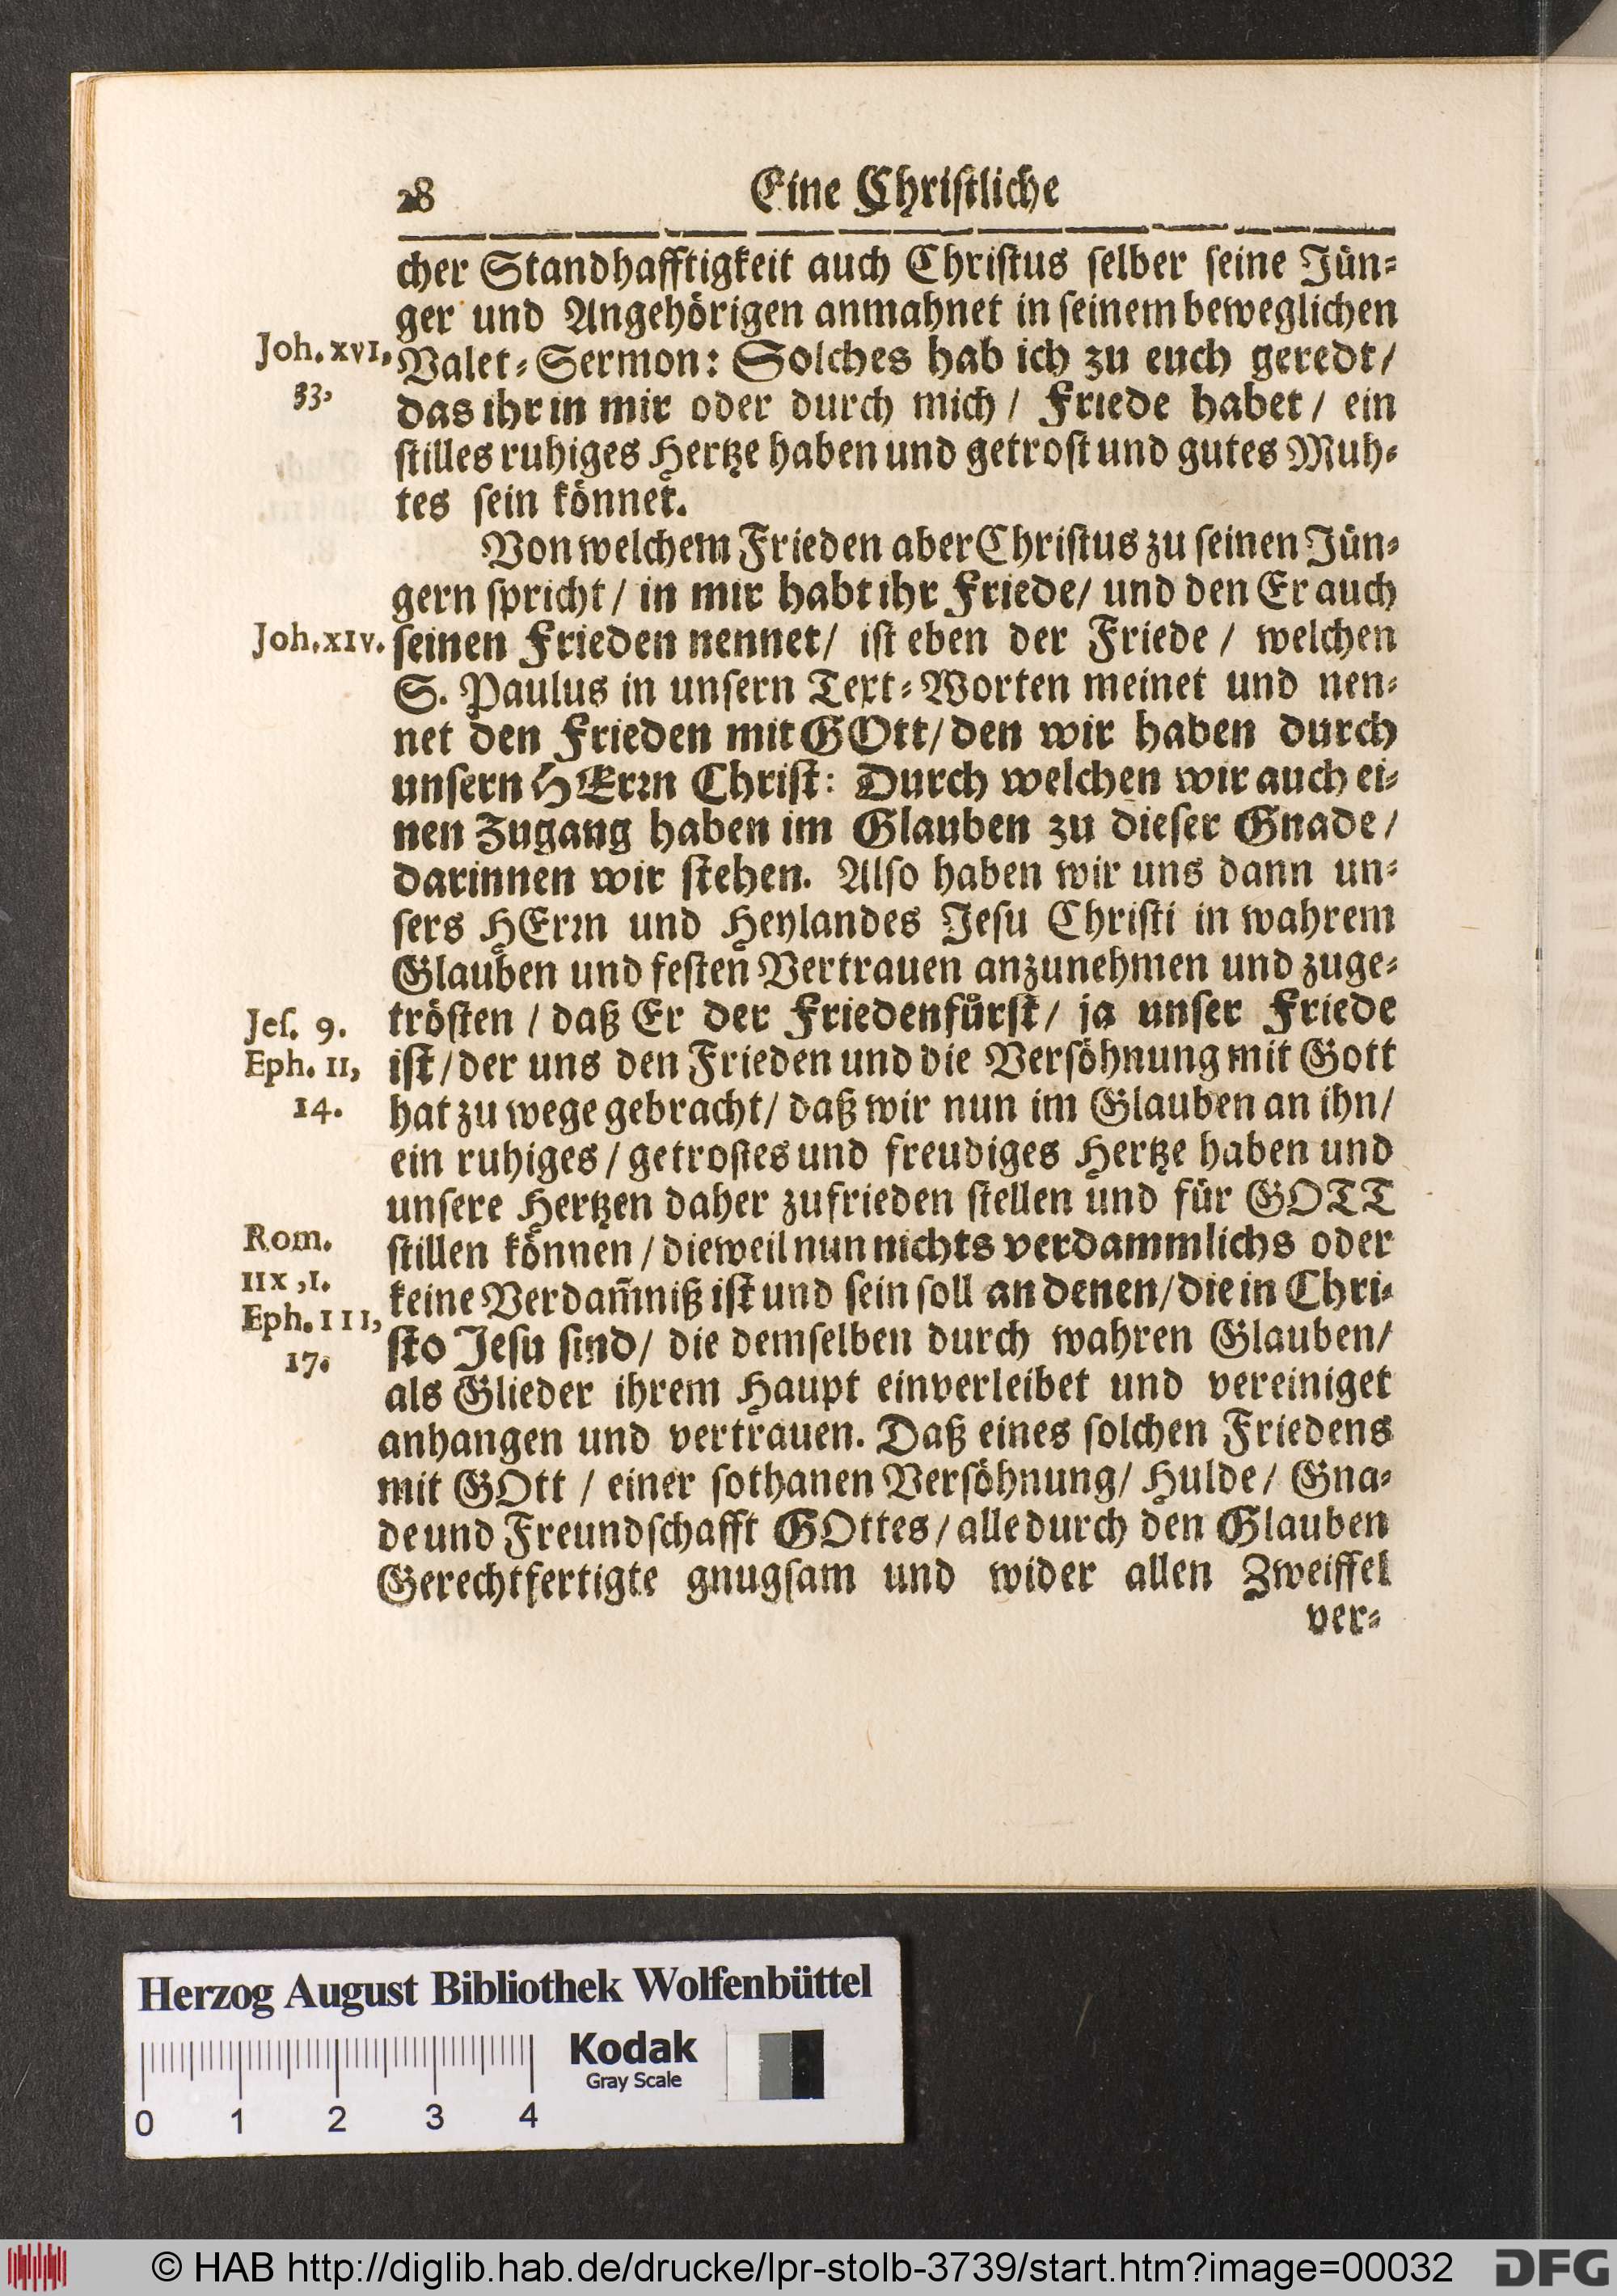 28 Eine Chriſtliche
cher Standhafftigkeit auch Chriſtus ſelber ſeine Jün-
ger und Angehörigen anmahnet in ſeinem beweglichen
Joh. xvi, Valet-Sermon: Solches hab ich zu euch geredt/
33. das ihr in mir oder durch mich / Friede habet / ein
ſtilles ruhiges Hertze haben und getroſt und gutes Muh-
tes ſein könnet.
Von welchem Frieden aber Chriſtus zu ſeinen Jün-
gern ſpricht / in mir habt ihr Friede/ und den Er auch
Joh. xiv. ſeinen Frieden nennet/ iſt eben der Friede / welchen
S. Paulus in unſern Text-Worten meinet und nen-
net den Frieden mit GOtt/ den wir haben durch
unſern HErꝛn Chriſt: Durch welchen wir auch ei-
nen Zugang haben im Glauben zu dieſer Gnade/
darinnen wir ſtehen. Alſo haben wir uns dann un-
ſers HErꝛn und Heylandes Jeſu Chriſti in wahrem
Glauben und feſten Vertrauen anzunehmen und zuge-
Jeſ. 9. tröſten / daß Er der Friedenfuͤrſt/ ja unſer Friede
Eph. II, iſt/ der uns den Frieden und die Verſöhnung mit Gott
14. hat zu wege gebracht/ daß wir nun im Glauben an ihn/
ein ruhiges / getroſtes und freudiges Hertze haben und
unſere Hertzen daher zufrieden ſtellen und für GOTT
Rom. ſtillen können / dieweil nun nichts verdammlichs oder
IIX, I. keine Verdam̃niß iſt und ſein ſoll an denen/ die in Chri-
Eph. III, ſto Jeſu ſind/ die demſelben durch wahren Glauben/
17. als Glieder ihrem Haupt einverleibet und vereiniget
anhangen und vertrauen. Daß eines ſolchen Friedens
mit GOtt / einer ſothanen Verſöhnung/ Hulde/ Gna-
de und Freundſchafft GOttes/ alle durch den Glauben
Gerechtfertigte gnugſam und wider allen Zweiffel
ver-
Herzog August Bibliothek Wolfenbüttel
Kodak
Gray Scale
0 1 2 3 4
© HAB http://diglib.hab.de/drucke/lpr-stolb-3739/start.htm?image=00032 DFG